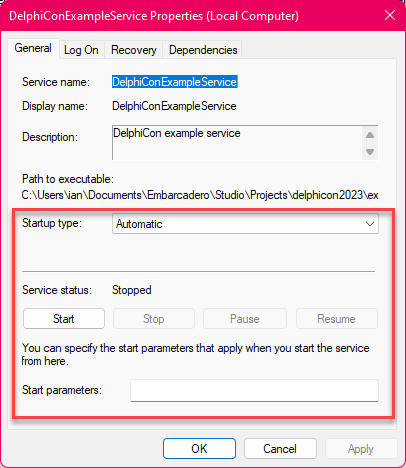 DelphiConExampleService Properties (Local Computer)
General Log On Recovery Dependencies
Service name: DelphiConExampleService
Display name: DelphiConExampleService
Description: DelphiCon example service
Path to executable:
C:\Users\ian\Documents\Embarcadero\Studio\Projects\delphicon2023\ex
Startup type: Automatic
Service status: Stopped
Start Stop Pause Resume
You can specify the start parameters that apply when you start the service
from here.
Start parameters:
OK Cancel Apply